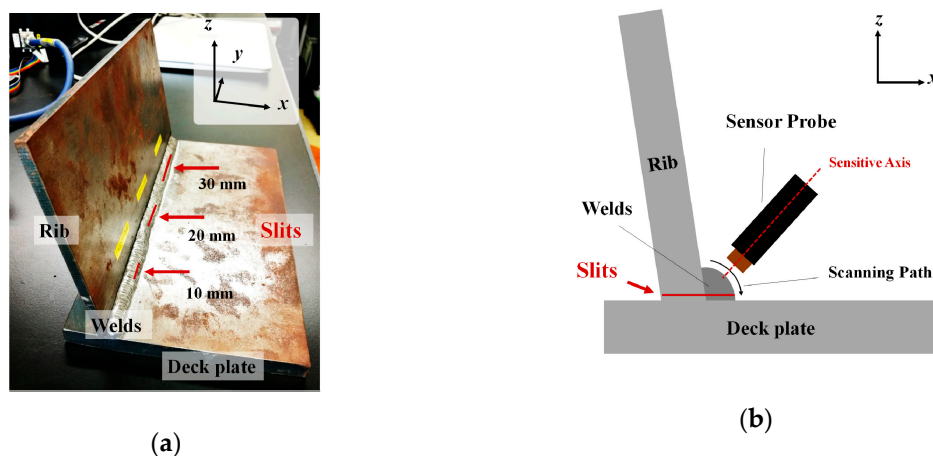 z
y
x
30 mm
Rib
20 mm
Slits
10 mm
Welds
Deck plate
(a)
z
x
Sensor Probe
Rib
Sensitive Axis
Welds
Slits
Scanning Path
Deck plate
(b)